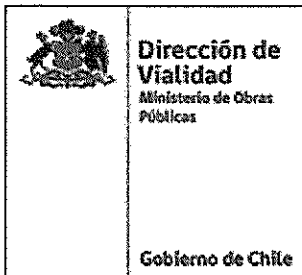 Dirección de
Vialidad
Ministerio de Obras
Públicas
Gobierno de Chile